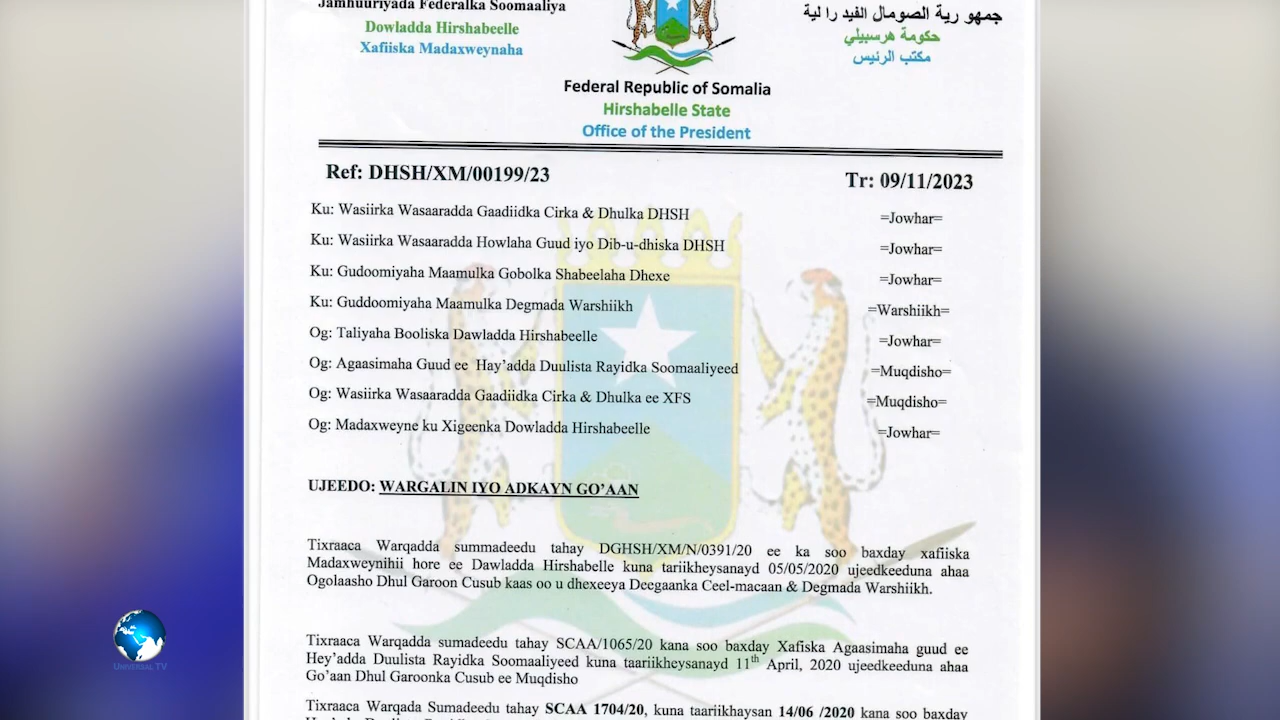 Jamhuuriyada Federalka Soomaaliya
Dowladda Hirshabeelle
Xafiiska Madaxweynaha
جمهو رية الصومال الفيد رالية
حكومة هرسبيلي
مكتب الرئيس
Federal Republic of Somalia
Hirshabelle State
Office of the President
Ref: DHSH/XM/00199/23
Tr: 09/11/2023
Ku: Wasiirka Wasaaradda Gaadiidka Cirka & Dhulka DHSH =Jowhar=
Ku: Wasiirka Wasaaradda Howlaha Guud iyo Dib-u-dhiska DHSH =Jowhar=
Ku: Gudoomiyaha Maamulka Gobolka Shabeelaha Dhexe =Jowhar=
Ku: Guddoomiyaha Maamulka Degmada Warshiikh =Warshiikh=
Og: Taliyaha Booliska Dawladda Hirshabeelle =Jowhar=
Og: Agaasimaha Guud ee Hay'adda Duulista Rayidka Soomaaliyeed =Muqdisho=
Og: Wasiirka Wasaaradda Gaadiidka Cirka & Dhulka ee XFS =Muqdisho=
Og: Madaxweyne ku Xigeenka Dowladda Hirshabeelle =Jowhar=
UJEEDO: WARGALIN IYO ADKAYN GO'AAN
Tixraaca Warqadda summadeedu tahay DGHSH/XM/N/0391/20 ee ka soo baxday xafiiska
Madaxweynihii hore ee Dawladda Hirshabelle kuna tariikheysanayd 05/05/2020 ujeedkeeduna ahaa
Ogolaasho Dhul Garoon Cusub kaas oo u dhexeeya Deegaanka Ceel-macaan & Degmada Warshiikh.
Tixraaca Warqadda sumadeedu tahay SCAA/1065/20 kana soo baxday Xafiska Agaasimaha guud ee
Hey'adda Duulista Rayidka Soomaaliyeed kuna taariikheysanayd 11th April, 2020 ujeedkeeduna ahaa
Go'aan Dhul Garoonka Cusub ee Muqdisho
Tixraaca Warqada Sumadeedu tahay SCAA 1704/20, kuna taariikhaysan 14/06 /2020 kana soo baxday
UNIVERSAL TV